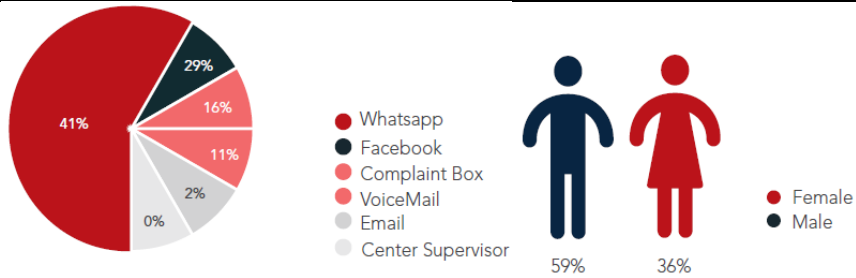 41%
29%
16%
11%
2%
0%
Whatsapp
Facebook
Complaint Box
VoiceMail
Email
Center Supervisor
59%
36%
Female
Male